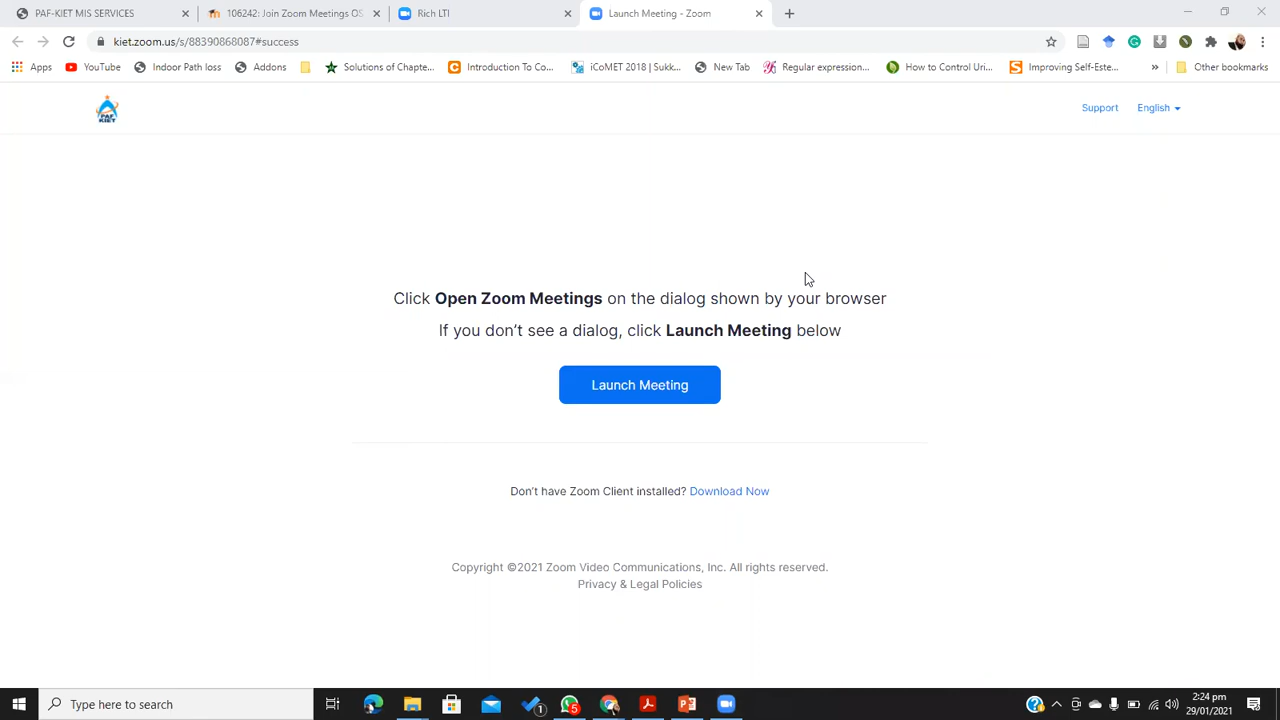 PAF-KIET MIS SERVICES
106242: Join Zoom Meetings OS
Rich LTI
Launch Meeting - Zoom
kiet.zoom.us/s/88390868087#success
Apps
YouTube
Indoor Path loss
Addons
Solutions of Chapte...
Introduction To Co...
iCoMET 2018 | Sukk...
New Tab
Regular expression...
How to Control Uri...
Improving Self-Este...
»
Other bookmarks
PAF
KIET
Support
English
Click Open Zoom Meetings on the dialog shown by your browser
If you don't see a dialog, click Launch Meeting below
Launch Meeting
Don't have Zoom Client installed? Download Now
Copyright ©2021 Zoom Video Communications, Inc. All rights reserved.
Privacy & Legal Policies
Type here to search
1
5
2:24 pm
29/01/2021